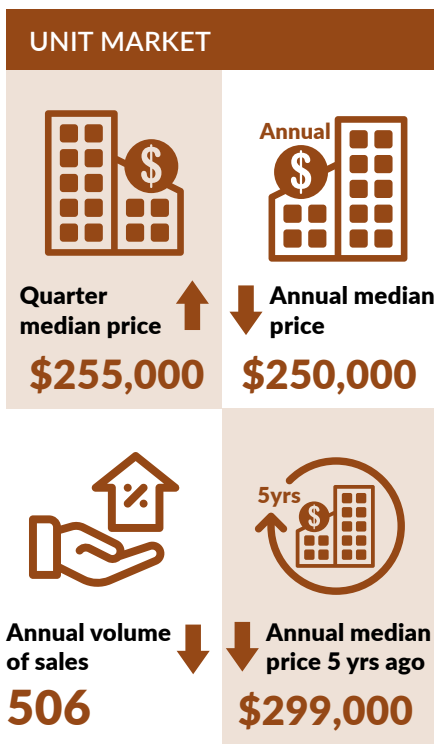 UNIT MARKET
$
Annual
$
Quarter
median price
$255,000
Annual median
price
$250,000
%
5yrs
$
Annual volume
of sales
506
Annual median
price 5 yrs ago
$299,000